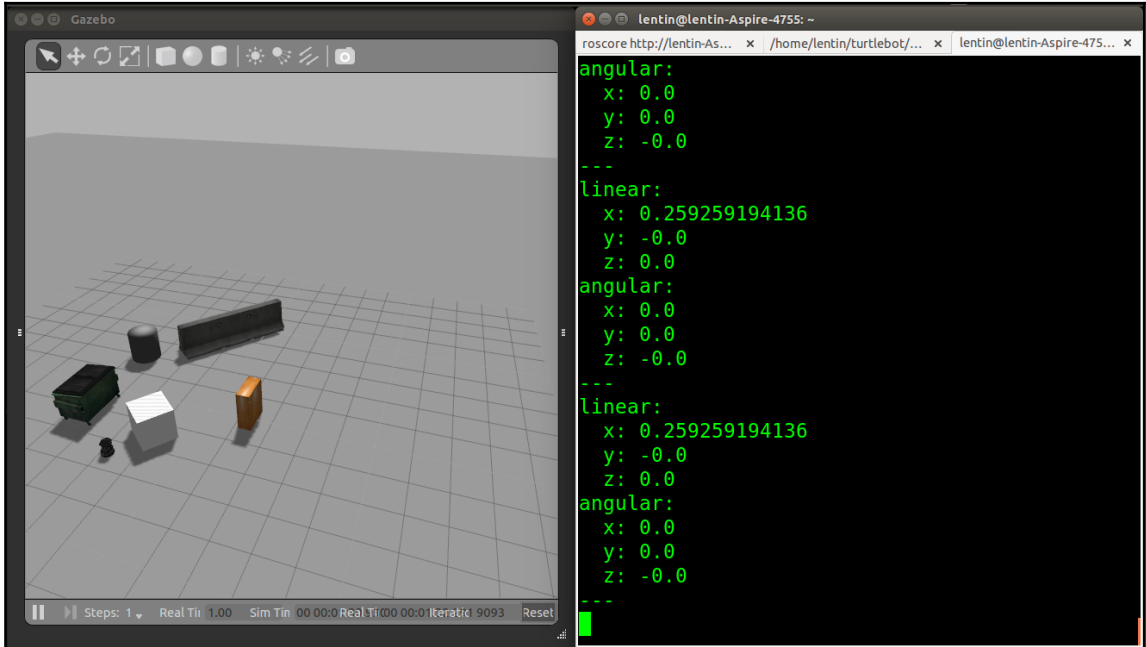 Gazebo
Steps: 1
Real Ti 1.00
Sim Tin
Reset
lentin@lentin-Aspire-4755: ~
roscore http://lentin-As... × /home/lentin/turtlebot/... × lentin@lentin-Aspire-475... ×
angular:
x: 0.0
y: 0.0
z: -0.0
---
linear:
x: 0.259259194136
y: -0.0
z: 0.0
angular:
x: 0.0
y: 0.0
z: -0.0
---
linear:
x: 0.259259194136
y: -0.0
z: 0.0
angular:
x: 0.0
y: 0.0
z: -0.0
---